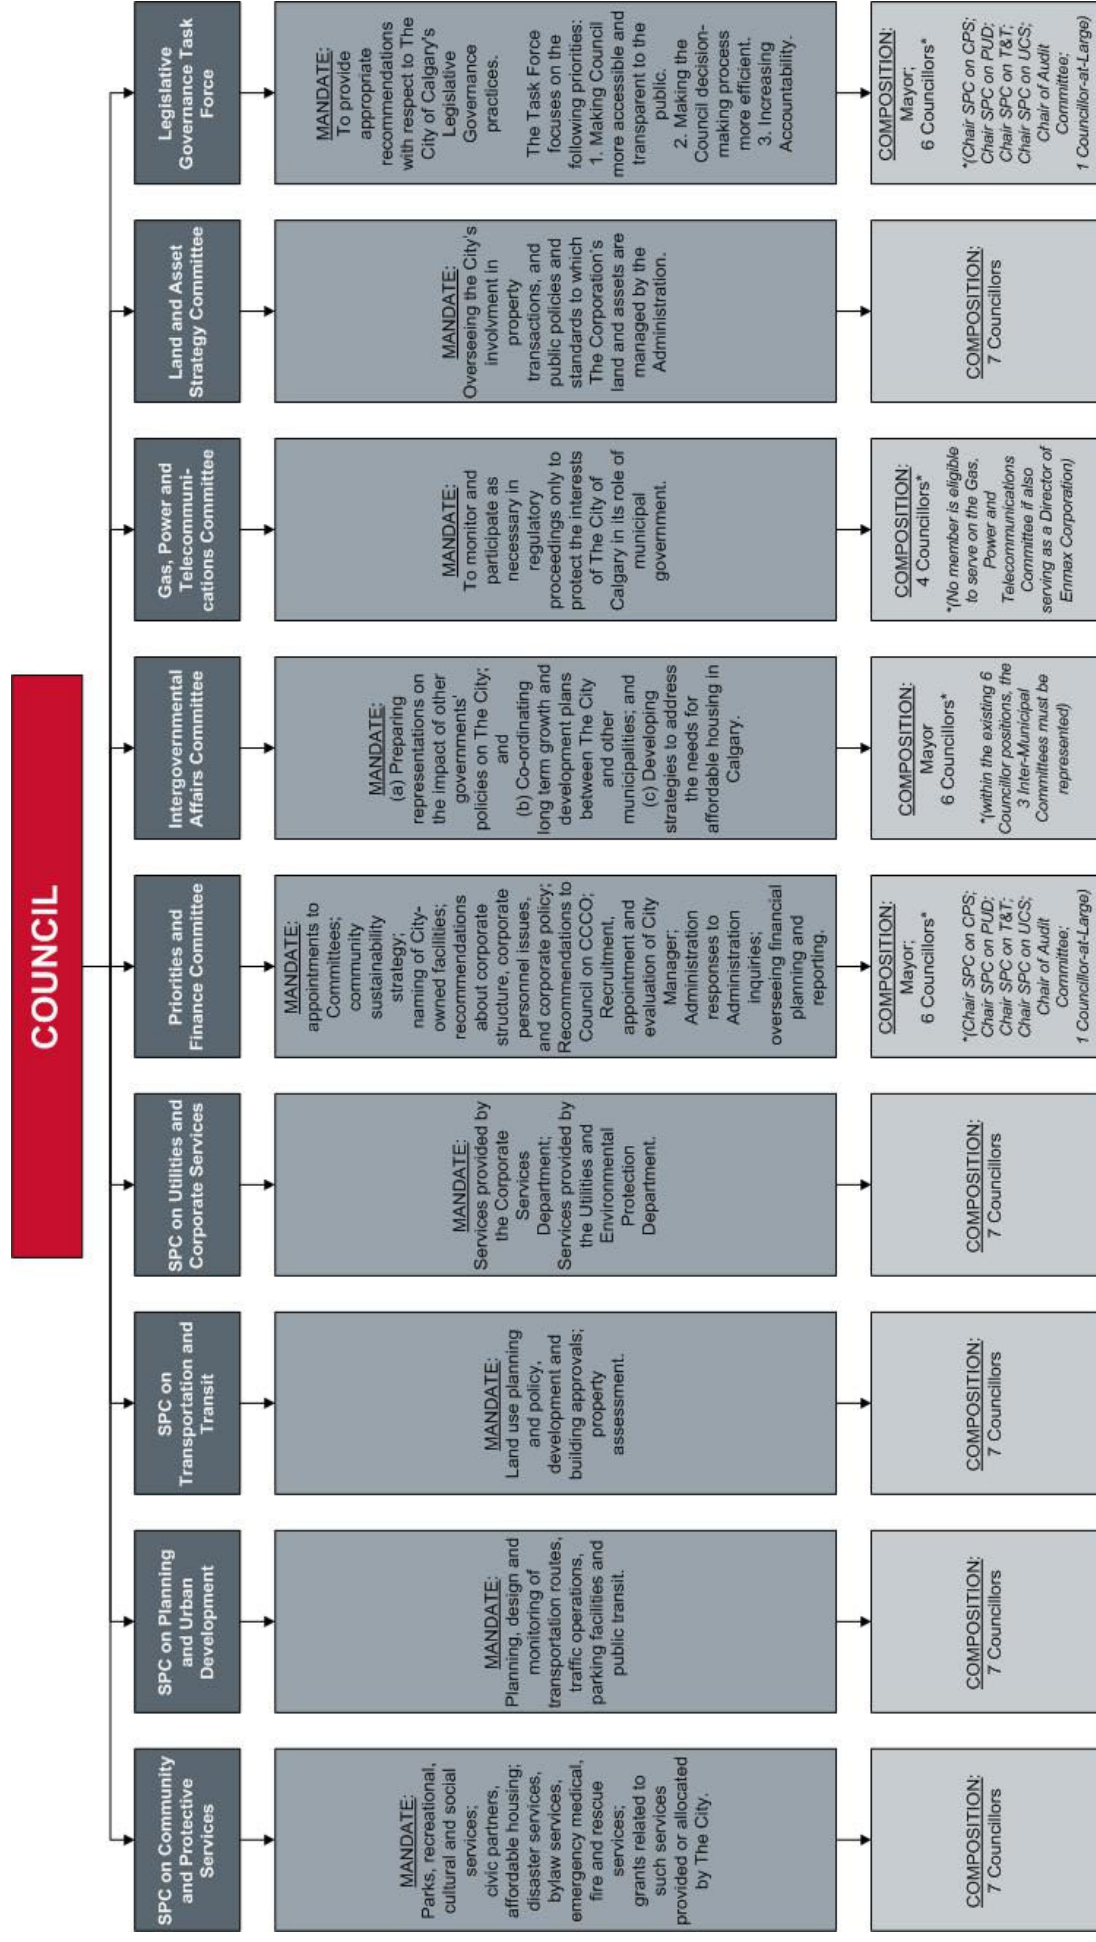 COUNCIL
SPC on Community
and Protective
Services
MANDATE:
Parks, recreational,
cultural and social
services;
civic partners,
affordable housing;
disaster services,
bylaw services,
emergency medical,
fire and rescue
services;
grants related to
such services
provided or allocated
by The City.
COMPOSITION:
7 Councillors
SPC on Planning
and Urban
Development
MANDATE:
Planning, design and
monitoring of
transportation routes,
traffic operations,
parking facilities and
public transit.
COMPOSITION:
7 Councillors
SPC on
Transportation and
Transit
MANDATE:
Land use planning
and policy,
development and
building approvals;
property
assessment.
COMPOSITION:
7 Councillors
SPC on Utilities and
Corporate Services
MANDATE:
Services provided by
the Corporate
Services
Department;
Services provided by
the Utilities and
Environmental
Protection
Department.
COMPOSITION:
7 Councillors
Priorities and
Finance Committee
MANDATE:
appointments to
Committees;
community
sustainability
strategy;
naming of City-
owned facilities;
recommendations
about corporate
structure, corporate
personnel issues,
and corporate policy;
Recommendations to
Council on CCCO;
Recruitment,
appointment and
evaluation of City
Manager;
Administration
responses to
Administration
inquiries;
overseeing financial
planning and
reporting.
COMPOSITION:
Mayor;
6 Councillors*
*(Chair SPC on CPS;
Chair SPC on PUD;
Chair SPC on T&T;
Chair SPC on UCS;
Chair of Audit
Committee;
1 Councillor-at-Large)
Intergovernmental
Affairs Committee
MANDATE:
(a) Preparing
representations on
the impact of other
governments'
policies on The City;
and
(b) Co-ordinating
long term growth and
development plans
between The City
and other
municipalities; and
(c) Developing
strategies to address
the needs for
affordable housing in
Calgary.
COMPOSITION:
Mayor
6 Councillors*
*(within the existing 6
Councillor positions, the
3 Inter-Municipal
Committees must be
represented)
Gas, Power and
Telecommuni-
cations Committee
MANDATE:
To monitor and
participate as
necessary in
regulatory
proceedings only to
protect the interests
of The City of
Calgary in its role of
municipal
government.
COMPOSITION:
4 Councillors*
*(No member is eligible
to serve on the Gas,
Power and
Telecommunications
Committee if also
serving as a Director of
Enmax Corporation)
Land and Asset
Strategy Committee
MANDATE:
Overseeing the City's
involvment in
property
transactions, and
public policies and
standards to which
The Corporation's
land and assets are
managed by the
Administration.
COMPOSITION:
7 Councillors
Legislative
Governance Task
Force
MANDATE:
To provide
appropriate
recommendations
with respect to The
City of Calgary's
Legislative
Governance
practices.
The Task Force
focuses on the
following priorities:
1. Making Council
more accessible and
transparent to the
public.
2. Making the
Council decision-
making process
more efficient.
3. Increasing
Accountability.
COMPOSITION:
Mayor;
6 Councillors*
*(Chair SPC on CPS;
Chair SPC on PUD;
Chair SPC on T&T;
Chair SPC on UCS;
Chair of Audit
Committee;
1 Councillor-at-Large)